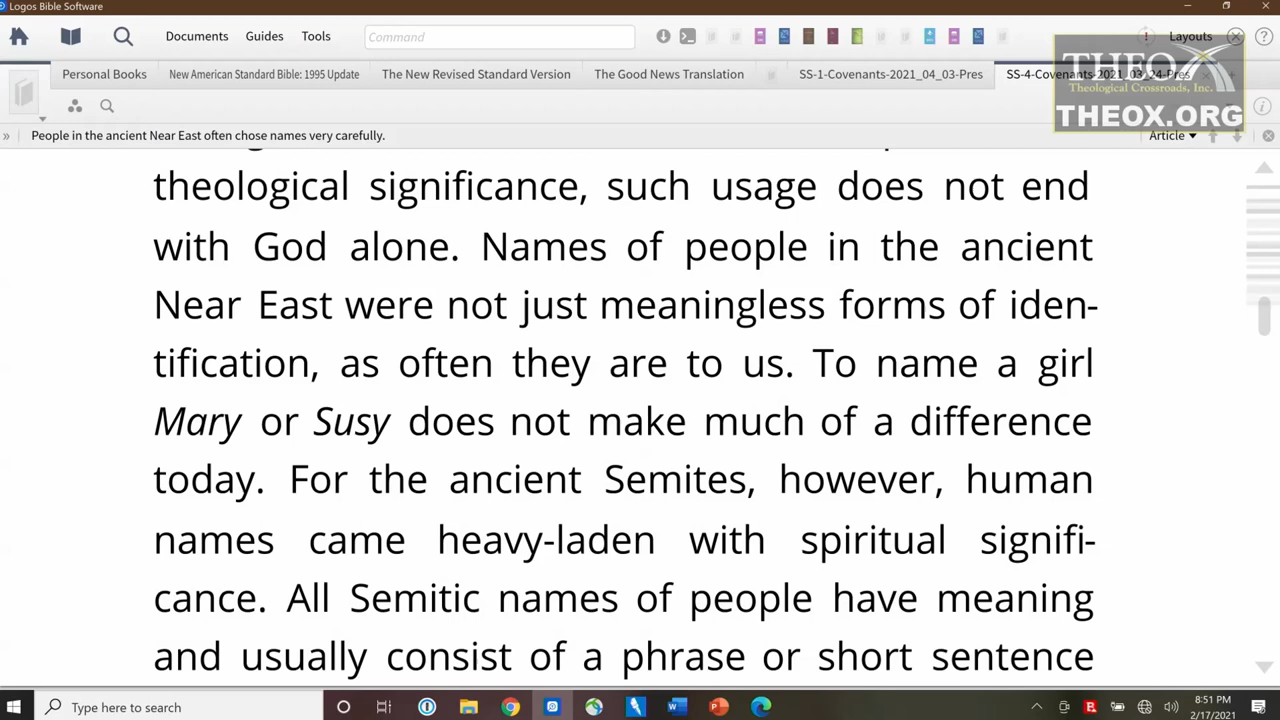 Logos Bible Software
Documents Guides Tools Command Layouts
Personal Books New American Standard Bible: 1995 Update The New Revised Standard Version The Good News Translation SS-1-Covenants-2021_04_03-Pres SS-4-Covenants-2021_03_24-Pres
THEOX
Theological Crossroads, Inc.
THEOX.ORG
People in the ancient Near East often chose names very carefully. Article
theological significance, such usage does not end
with God alone. Names of people in the ancient
Near East were not just meaningless forms of iden-
tification, as often they are to us. To name a girl
Mary or Susy does not make much of a difference
today. For the ancient Semites, however, human
names came heavy-laden with spiritual signifi-
cance. All Semitic names of people have meaning
and usually consist of a phrase or short sentence
Type here to search
8:51 PM
2/17/2021